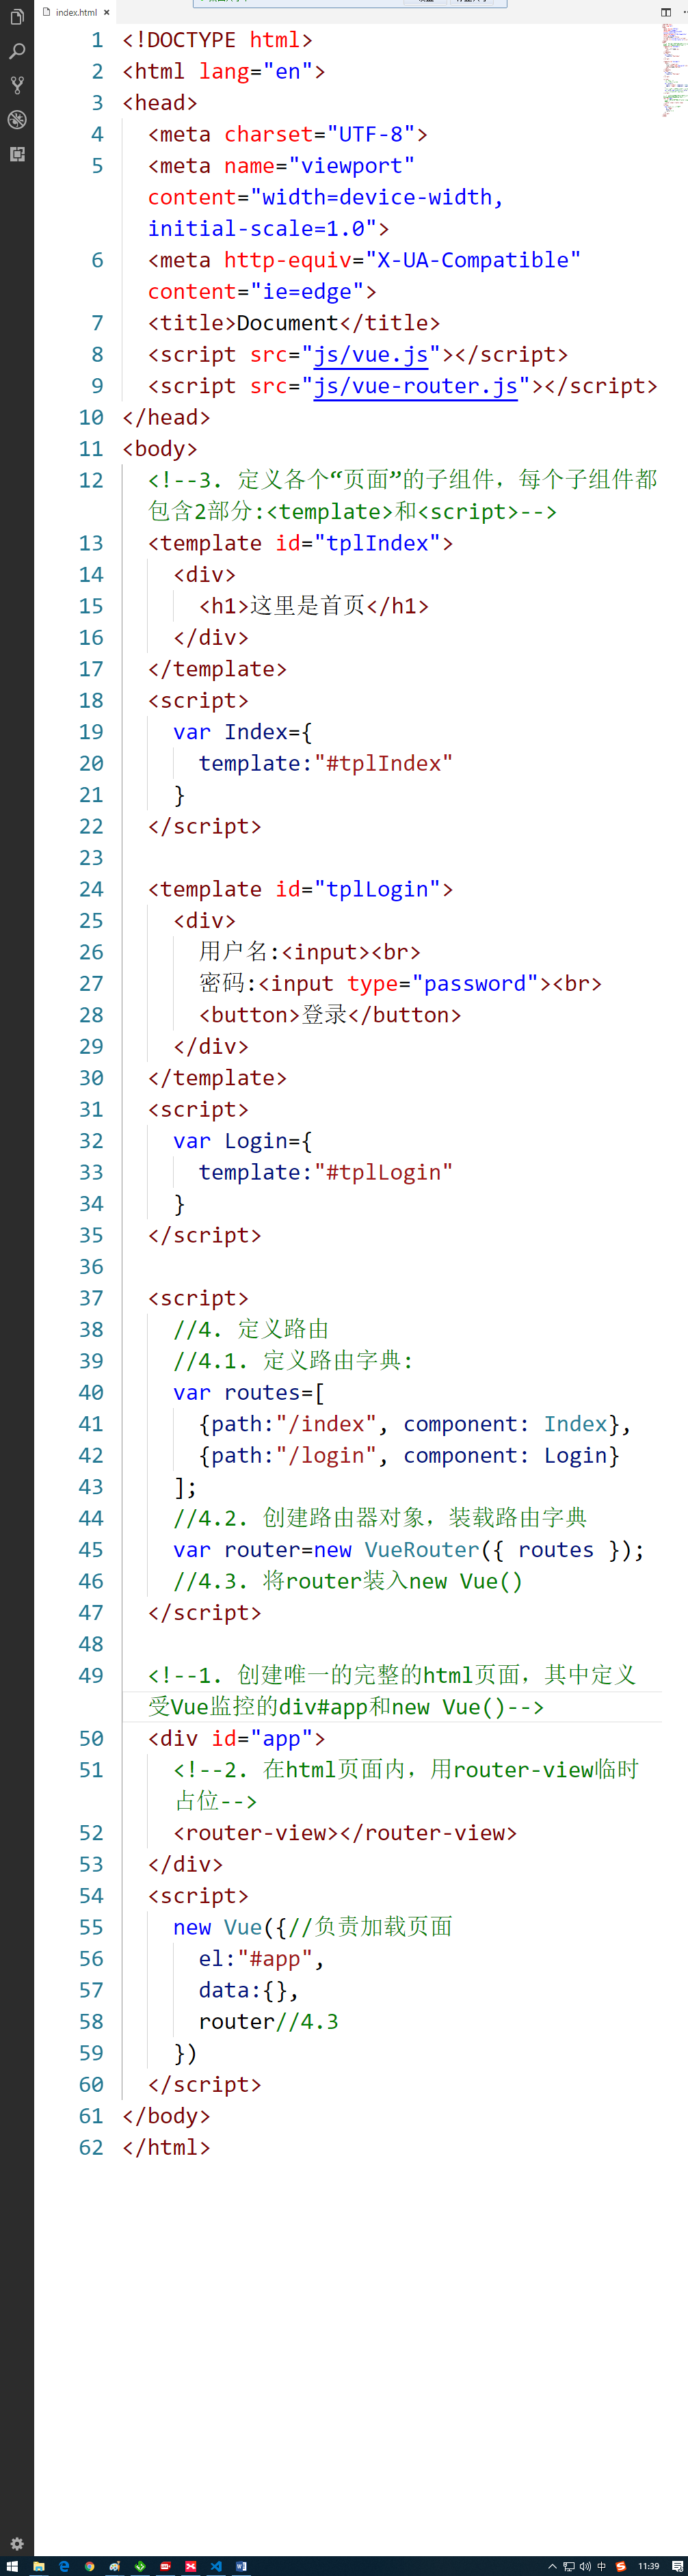 index.html ×
1 <!DOCTYPE html>
2 <html lang="en">
3 <head>
4 <meta charset="UTF-8">
5 <meta name="viewport"
content="width=device-width,
initial-scale=1.0">
6 <meta http-equiv="X-UA-Compatible"
content="ie=edge">
7 <title>Document</title>
8 <script src="js/vue.js"></script>
9 <script src="js/vue-router.js"></script>
10 </head>
11 <body>
12 <!--3. 定义各个“页面”的子组件，每个子组件都
包含2部分:<template>和<script>-->
13 <template id="tplIndex">
14 <div>
15 <h1>这里是首页</h1>
16 </div>
17 </template>
18 <script>
19 var Index={
20 template:"#tplIndex"
21 }
22 </script>
23
24 <template id="tplLogin">
25 <div>
26 用户名:<input><br>
27 密码:<input type="password"><br>
28 <button>登录</button>
29 </div>
30 </template>
31 <script>
32 var Login={
33 template:"#tplLogin"
34 }
35 </script>
36
37 <script>
38 //4. 定义路由
39 //4.1. 定义路由字典:
40 var routes=[
41 {path:"/index", component: Index},
42 {path:"/login", component: Login}
43 ];
44 //4.2. 创建路由器对象，装载路由字典
45 var router=new VueRouter({ routes });
46 //4.3. 将router装入new Vue()
47 </script>
48
49 <!--1. 创建唯一的完整的html页面，其中定义
受Vue监控的div#app和new Vue()-->
50 <div id="app">
51 <!--2. 在html页面内，用router-view临时
占位-->
52 <router-view></router-view>
53 </div>
54 <script>
55 new Vue({//负责加载页面
56 el:"#app",
57 data:{},
58 router//4.3
59 })
60 </script>
61 </body>
62 </html>
中
11:39